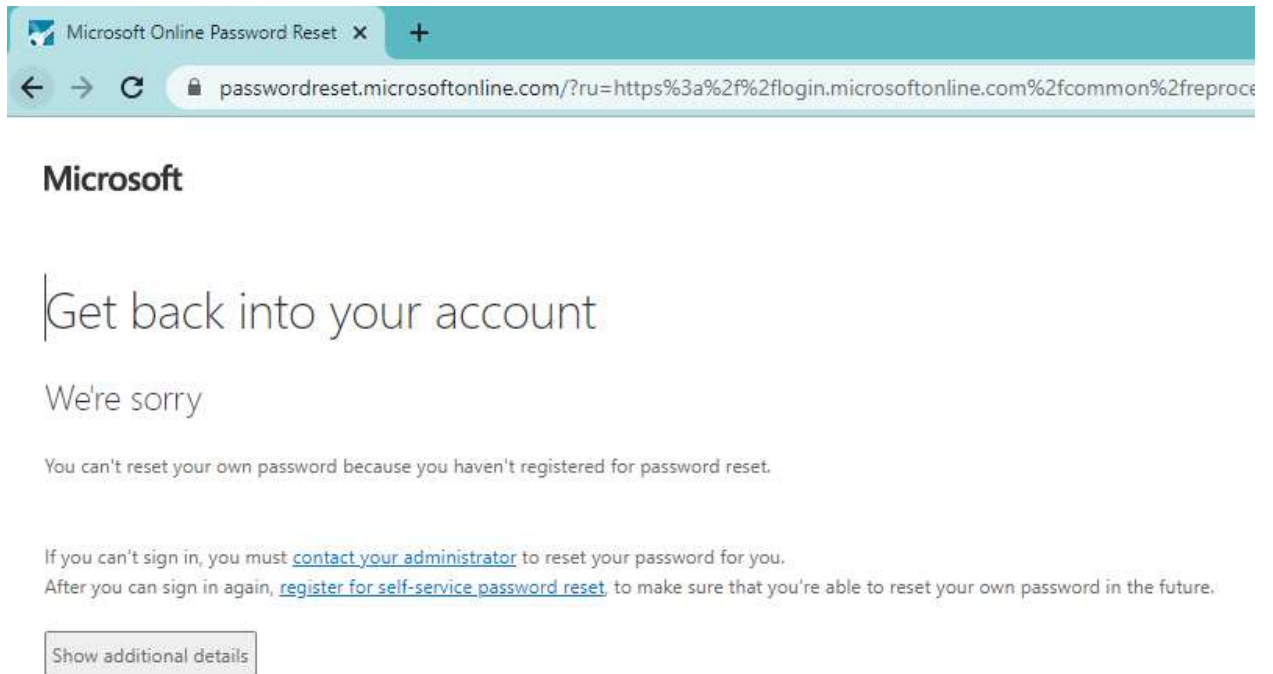 Microsoft Online Password Reset
passwordreset.microsoftonline.com/?ru=https%3a%2f%2flogin.microsoftonline.com%2fcommon%2freproce
Microsoft
Get back into your account
We're sorry
You can't reset your own password because you haven't registered for password reset.
If you can't sign in, you must contact your administrator to reset your password for you.
After you can sign in again, register for self-service password reset, to make sure that you're able to reset your own password in the future.
Show additional details